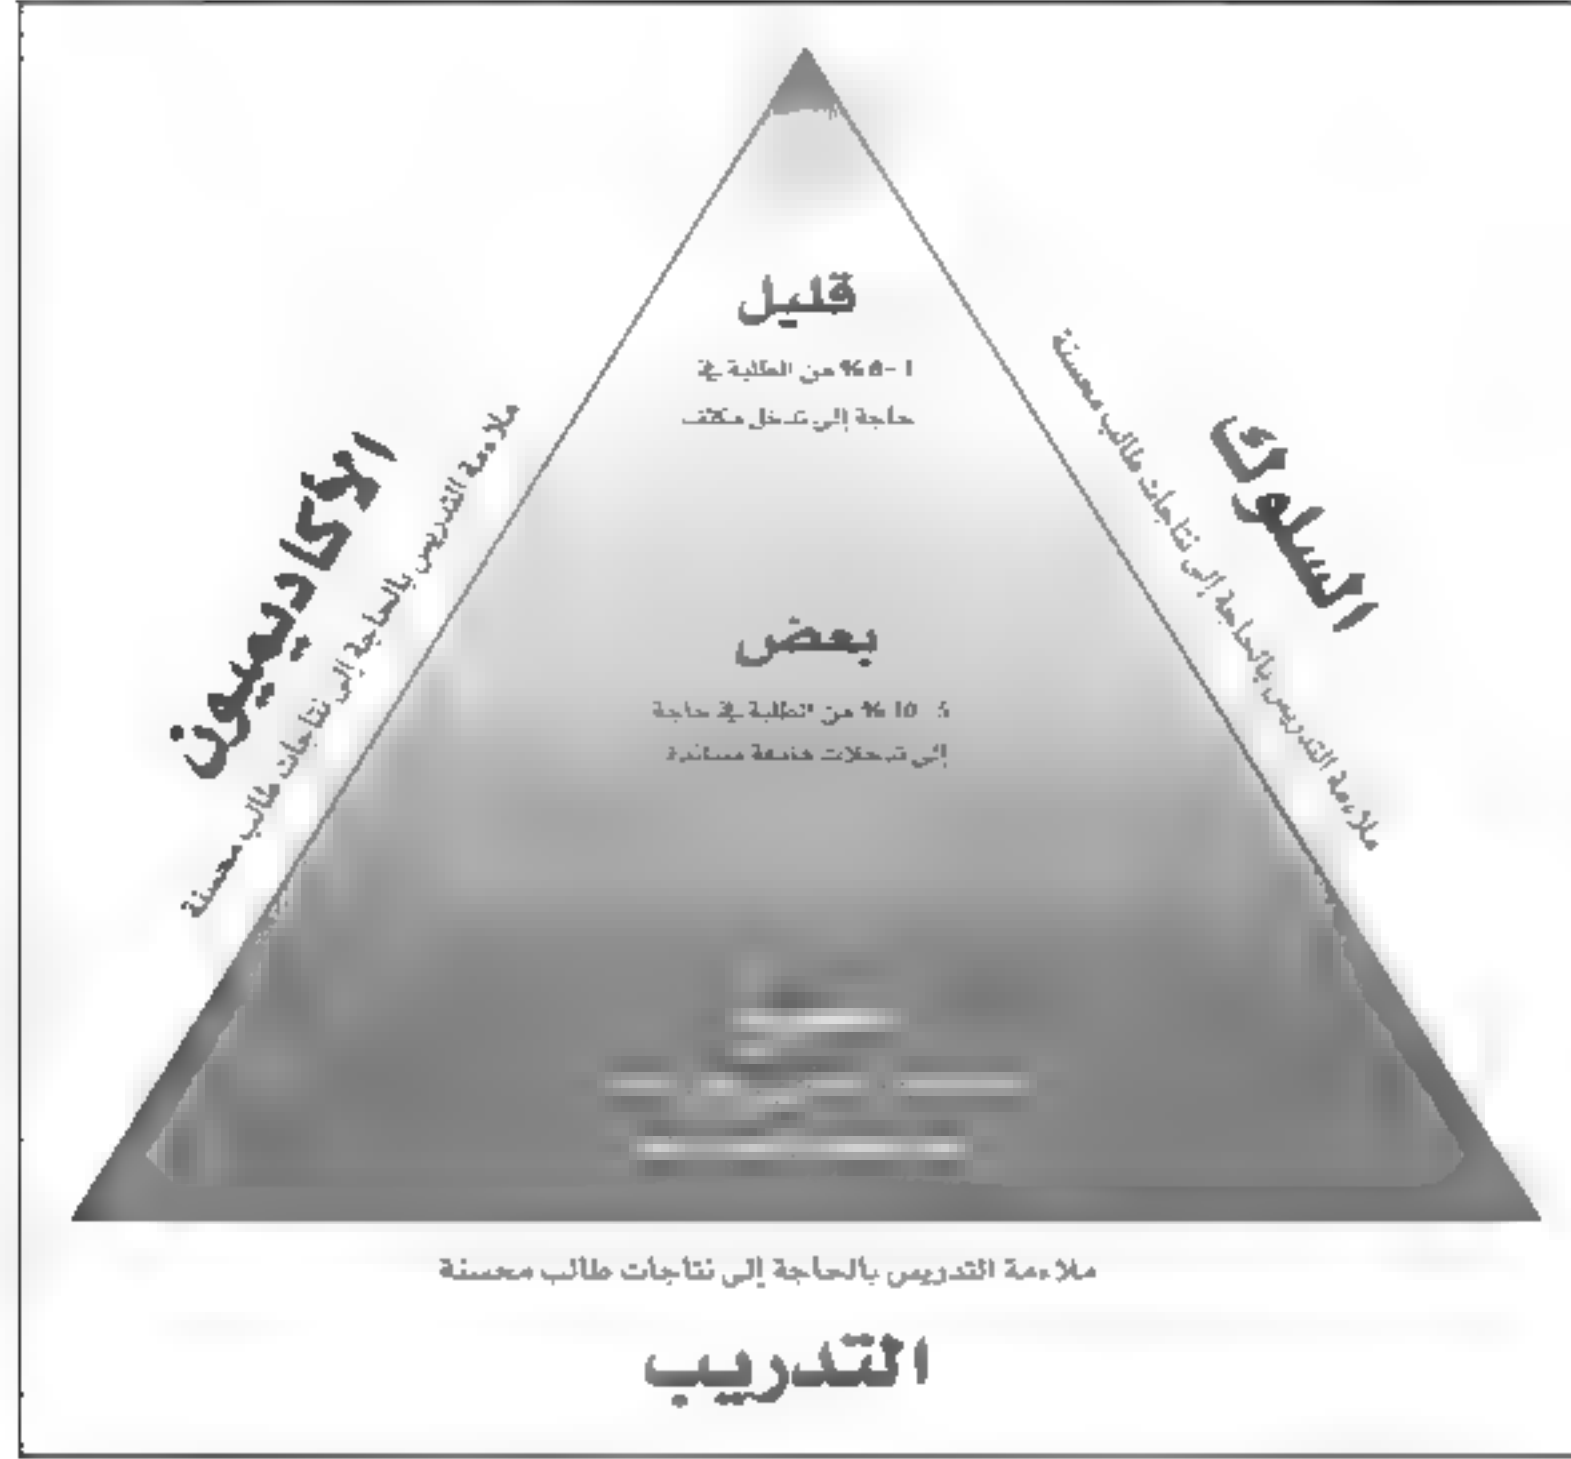 قليل
1 - 8% من الطلبة في
حاجة إلى تدخل مكثف
بعض
5 10 % من الطلبة في حاجة
إلى تدخلات مساندة
الأكاديميون
ملاءمة التدريس بالحاجة إلى نتاجات طالب محسنة
السلوك
ملاءمة التدريس بالحاجة إلى نتاجات طالب محسنة
ملاءمة التدريس بالحاجة إلى نتاجات طالب محسنة
التدريب